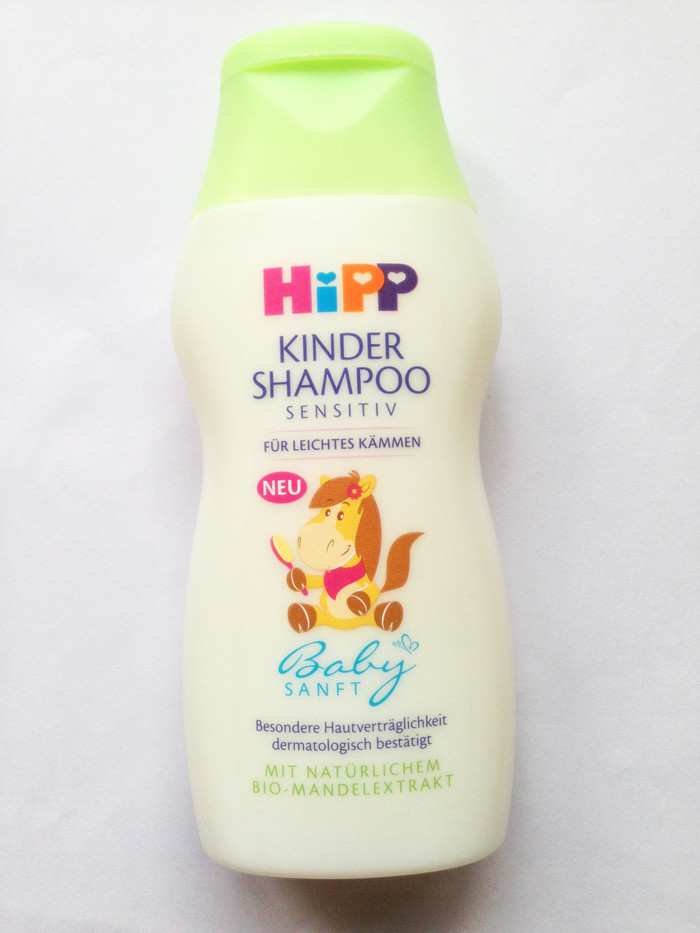 HiPP
KINDER
SHAMPOO
SENSITIV
FÜR LEICHTES KÄMMEN
NEU
Baby
SANFT
Besondere Hautverträglichkeit
dermatologisch bestätigt
MIT NATÜRLICHEM
BIO-MANDELEXTRAKT